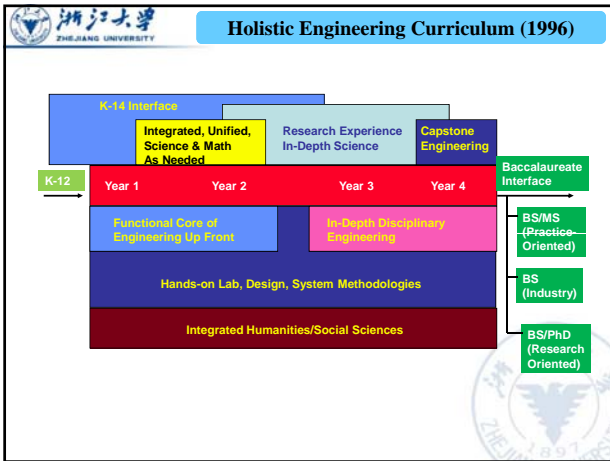 浙江大学
ZHEJIANG UNIVERSITY
Holistic Engineering Curriculum (1996)
K-14 Interface
Integrated, Unified,
Science & Math
As Needed
Research Experience
In-Depth Science
Capstone
Engineering
K-12
Year 1
Year 2
Year 3
Year 4
Baccalaureate
Interface
Functional Core of
Engineering Up Front
In-Depth Disciplinary
Engineering
BS/MS
(Practice-
Oriented)
Hands-on Lab, Design, System Methodologies
BS
(Industry)
Integrated Humanities/Social Sciences
BS/PhD
(Research
Oriented)
1897